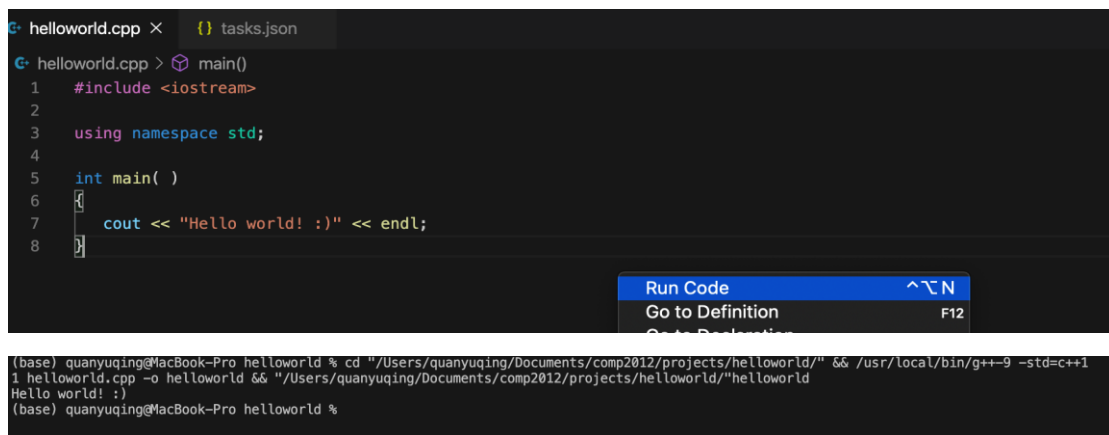 helloworld.cpp × {} tasks.json
helloworld.cpp > main()
1 #include <iostream>
2
3 using namespace std;
4
5 int main( )
6 {
7 cout << "Hello world! :)" << endl;
8 }
Run Code ^⌥N
Go to Definition F12
Go to Declaration
(base) quanyuqing@MacBook-Pro helloworld % cd "/Users/quanyuqing/Documents/comp2012/projects/helloworld/" && /usr/local/bin/g++-9 -std=c++1
1 helloworld.cpp -o helloworld && "/Users/quanyuqing/Documents/comp2012/projects/helloworld/"helloworld
Hello world! :)
(base) quanyuqing@MacBook-Pro helloworld %